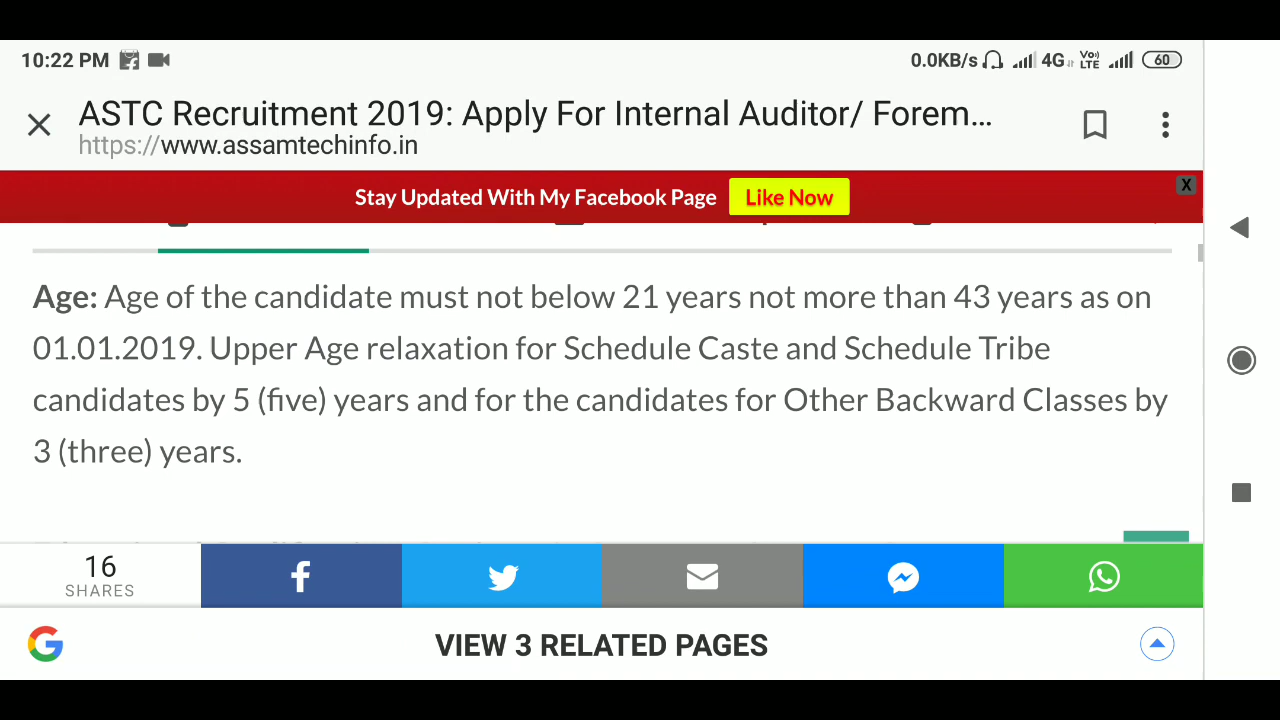 10:22 PM
0.0KB/s 4G Vo) LTE 60
ASTC Recruitment 2019: Apply For Internal Auditor/ Forem...
https://www.assamtechinfo.in
Stay Updated With My Facebook Page Like Now X
Age: Age of the candidate must not below 21 years not more than 43 years as on
01.01.2019. Upper Age relaxation for Schedule Caste and Schedule Tribe
candidates by 5 (five) years and for the candidates for Other Backward Classes by
3 (three) years.
16
SHARES
VIEW 3 RELATED PAGES